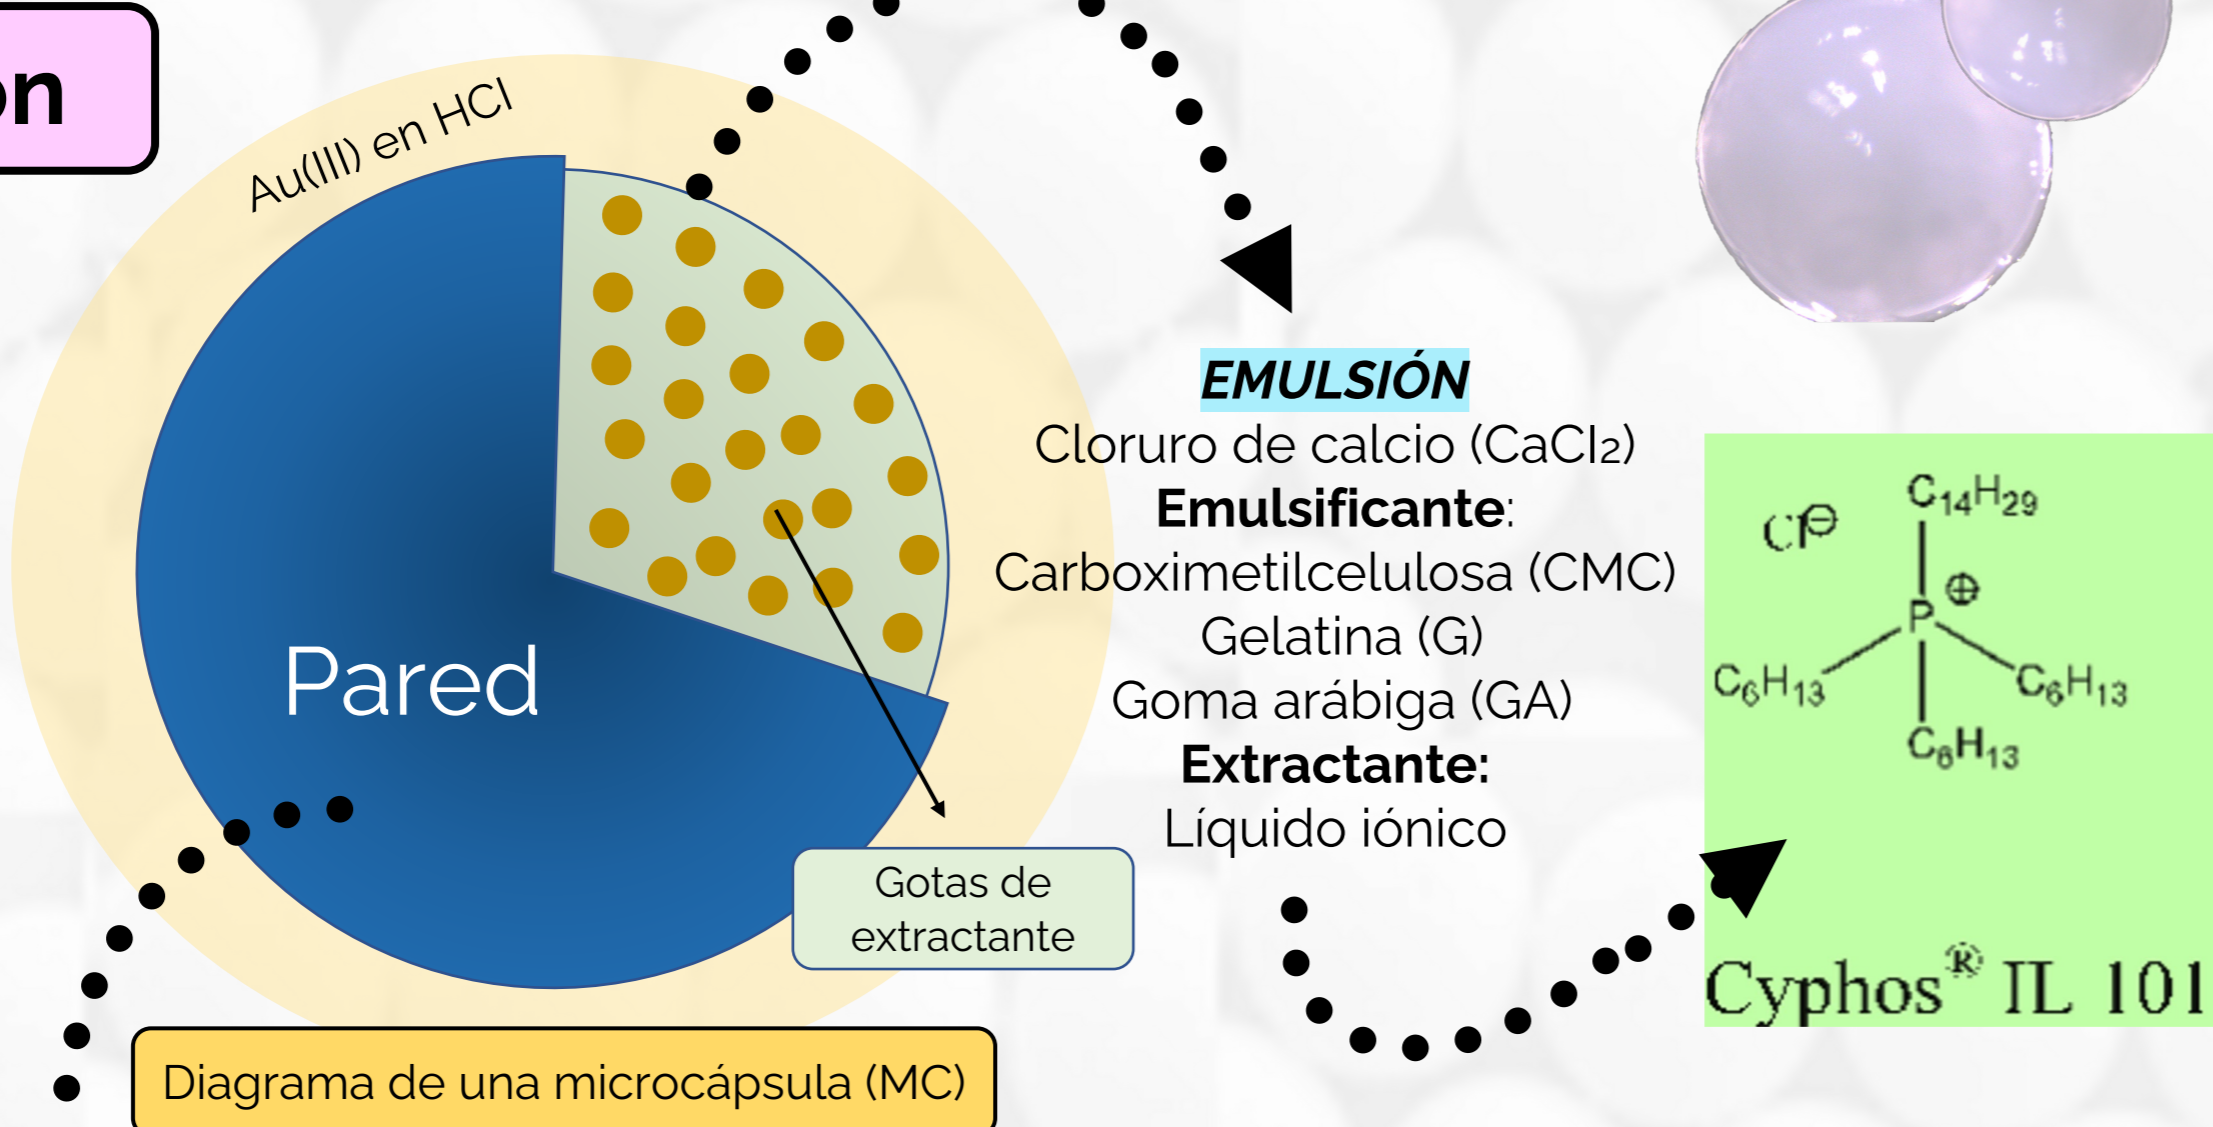 ón
Au(III) en HCl
Pared
Gotas de
extractante
Diagrama de una microcápsula (MC)
EMULSIÓN
Cloruro de calcio (CaCl₂)
Emulsificante:
Carboximetilcelulosa (CMC)
Gelatina (G)
Goma arábiga (GA)
Extractante:
Líquido iónico
Cl⊖
C₁₄H₂₉
P⊕
C₆H₁₃
C₆H₁₃
C₆H₁₃
Cyphos® IL 101